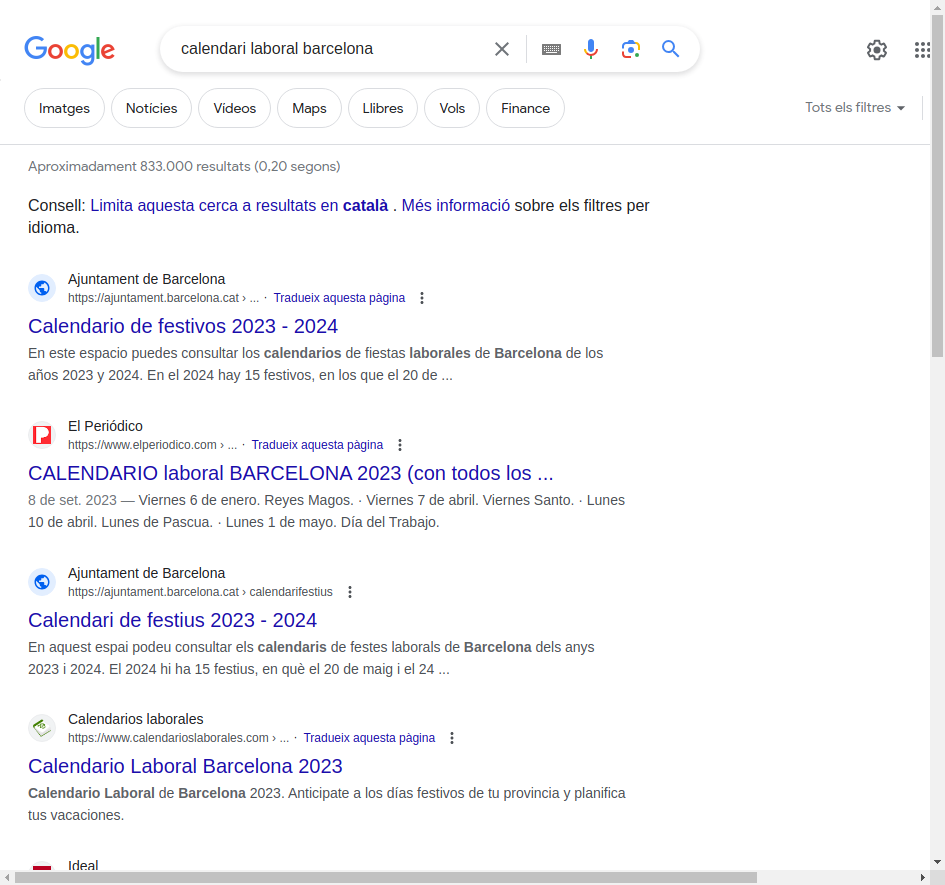 Google
calendari laboral barcelona
Imatges
Notícies
Vídeos
Maps
Llibres
Vols
Finance
Tots els filtres
Aproximadament 833.000 resultats (0,20 segons)
Consell: Limita aquesta cerca a resultats en català . Més informació sobre els filtres per
idioma.
Ajuntament de Barcelona
https://ajuntament.barcelona.cat › ... · Tradueix aquesta pàgina
Calendario de festivos 2023 - 2024
En este espacio puedes consultar los calendarios de fiestas laborales de Barcelona de los
años 2023 y 2024. En el 2024 hay 15 festivos, en los que el 20 de ...
El Periódico
https://www.elperiodico.com › ... · Tradueix aquesta pàgina
CALENDARIO laboral BARCELONA 2023 (con todos los ...
8 de set. 2023 — Viernes 6 de enero. Reyes Magos. · Viernes 7 de abril. Viernes Santo. · Lunes
10 de abril. Lunes de Pascua. · Lunes 1 de mayo. Día del Trabajo.
Ajuntament de Barcelona
https://ajuntament.barcelona.cat › calendarifestius
Calendari de festius 2023 - 2024
En aquest espai podeu consultar els calendaris de festes laborals de Barcelona dels anys
2023 i 2024. El 2024 hi ha 15 festius, en què el 20 de maig i el 24 ...
Calendarios laborales
https://www.calendarioslaborales.com › ... · Tradueix aquesta pàgina
Calendario Laboral Barcelona 2023
Calendario Laboral de Barcelona 2023. Anticipate a los días festivos de tu provincia y planifica
tus vacaciones.
Ideal